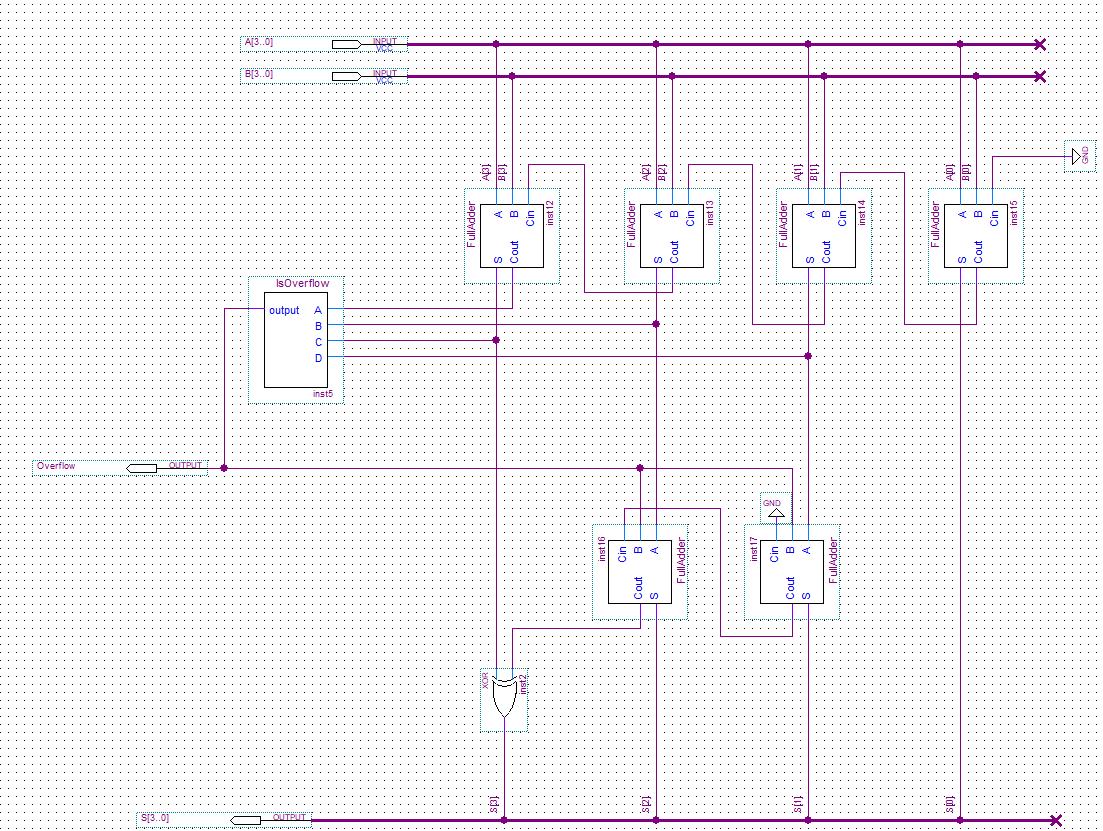 A[3..0] INPUT VCC
B[3..0] INPUT VCC
GND
A[3] B[3] A[2] B[2] A[1] B[1] A[0] B[0]
FullAdder A B Cin S Cout inst12
FullAdder A B Cin S Cout inst13
FullAdder A B Cin S Cout inst14
FullAdder A B Cin S Cout inst15
IsOverflow
output A
B
C
D
inst5
Overflow OUTPUT
GND
inst16 Cin B A Cout S FullAdder
inst17 Cin B A Cout S FullAdder
XOR inst2
S[3] S[2] S[1] S[0]
S[3..0] OUTPUT